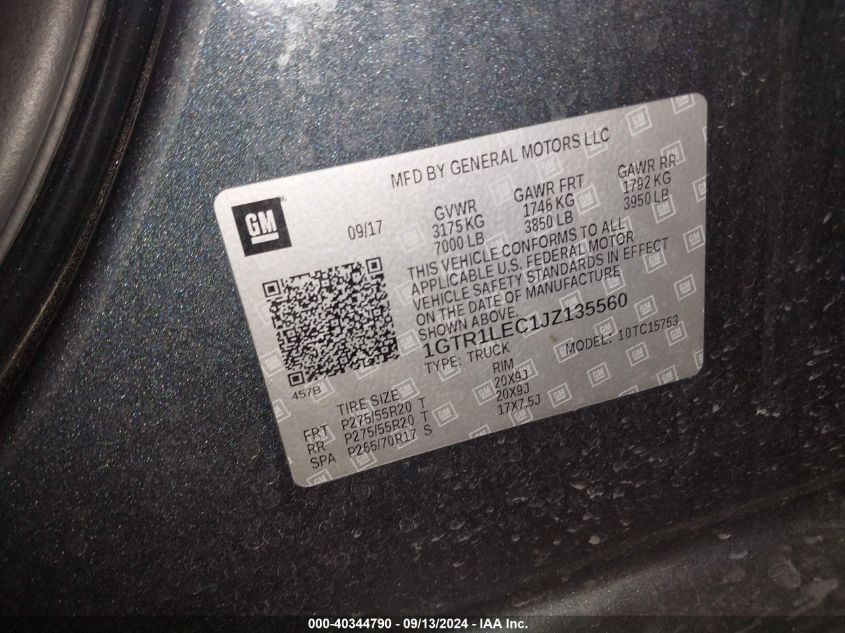 MFD BY GENERAL MOTORS LLC
GM
09/17
GVWR GAWR FRT GAWR RR
3175 KG 1746 KG 1792 KG
7000 LB 3850 LB 3950 LB
THIS VEHICLE CONFORMS TO ALL
APPLICABLE U.S. FEDERAL MOTOR
VEHICLE SAFETY STANDARDS IN EFFECT
ON THE DATE OF MANUFACTURE
SHOWN ABOVE.
1GTR1LEC1JZ135560
TYPE: TRUCK MODEL: 10TC15753
457B
TIRE SIZE RIM
FRT P275/55R20 T 20X9J
RR P275/55R20 T 20X9J
SPA P265/70R17 S 17X7.5J
000-40344790 - 09/13/2024 - IAA Inc.